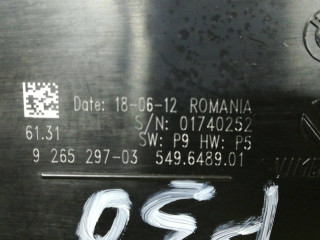 Date: 18-06-12 ROMANIA
S/N: 01740252
61.31 SW: P9 HW: P5
9 265 297-03 549.6489.01